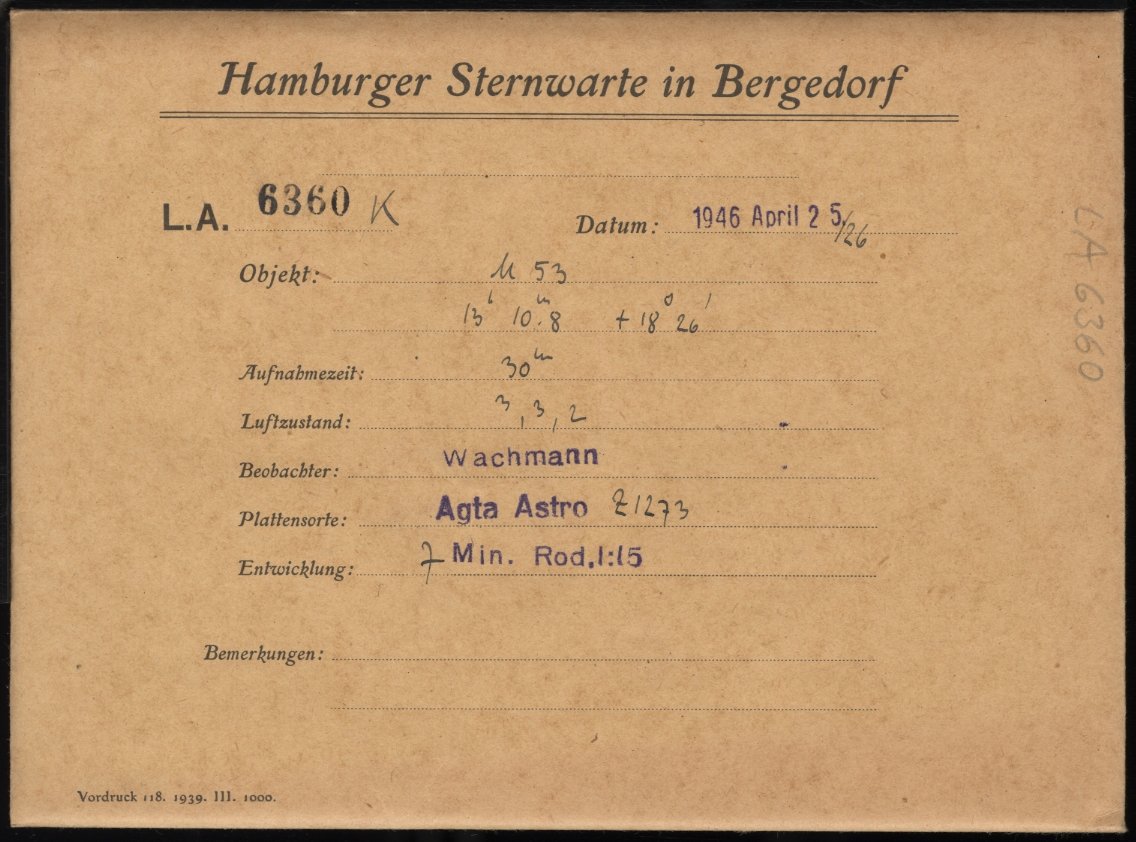 Hamburger Sternwarte in Bergedorf
L.A. 6360 K
Datum: 1946 April 25/26
Objekt: M 53
13ʰ 10ᵐ.8 + 18° 26'
Aufnahmezeit: 30ᵐ
Luftzustand: 3, 3, 2
Beobachter: Wachmann
Plattensorte: Agfa Astro Z1273
Entwicklung: 7 Min. Rod. 1:15
Bemerkungen:
Vordruck 118. 1939. III. 1000.
LA 6360